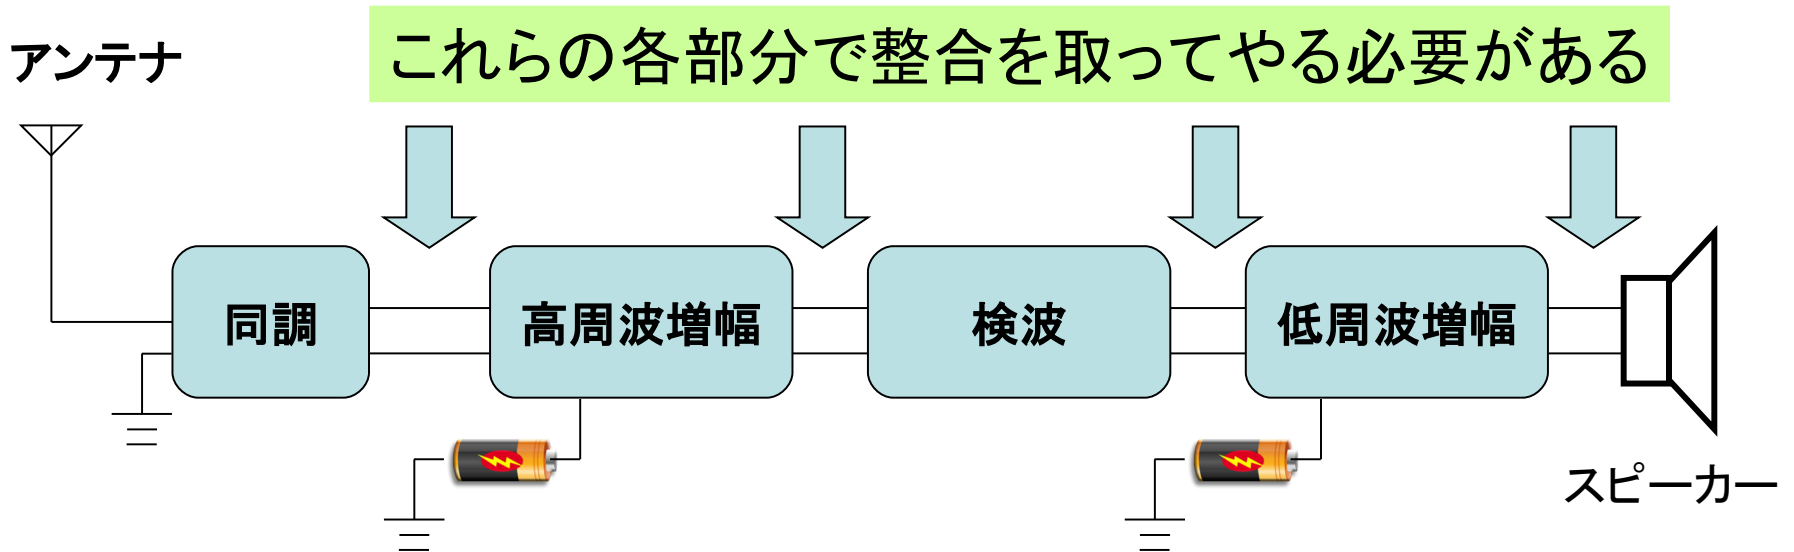 これらの各部分で整合を取ってやる必要がある
アンテナ
同調
高周波増幅
検波
低周波増幅
スピーカー